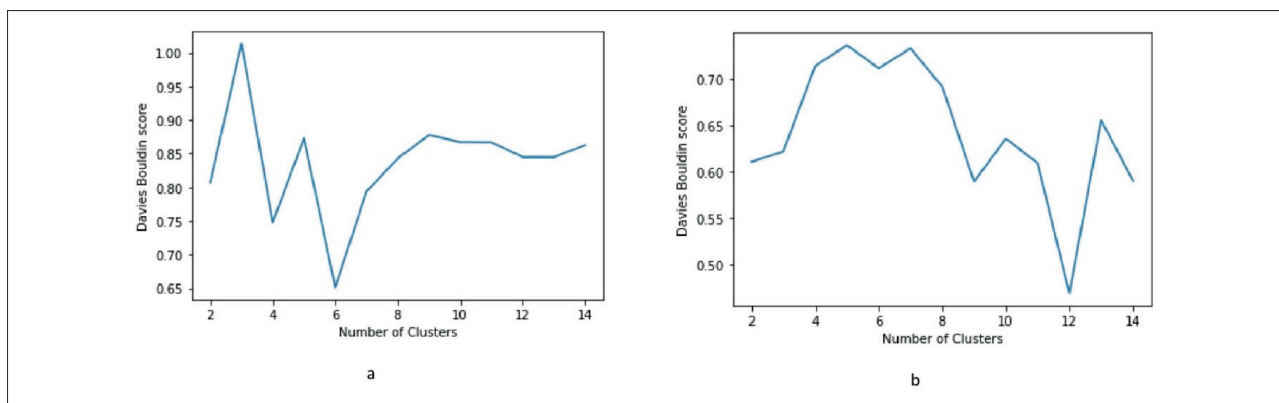 Davies Bouldin score
1.00
0.95
0.90
0.85
0.80
0.75
0.70
0.65
2 4 6 8 10 12 14
Number of Clusters
a
Davies Bouldin score
0.70
0.65
0.60
0.55
0.50
2 4 6 8 10 12 14
Number of Clusters
b